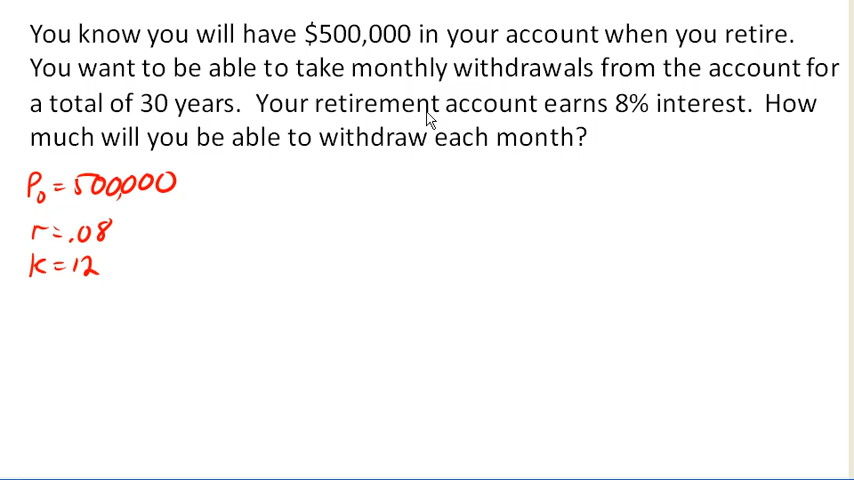 You know you will have $500,000 in your account when you retire.
You want to be able to take monthly withdrawals from the account for
a total of 30 years.  Your retirement account earns 8% interest.  How
much will you be able to withdraw each month?
P₀ = 500,000
r = .08
k = 12